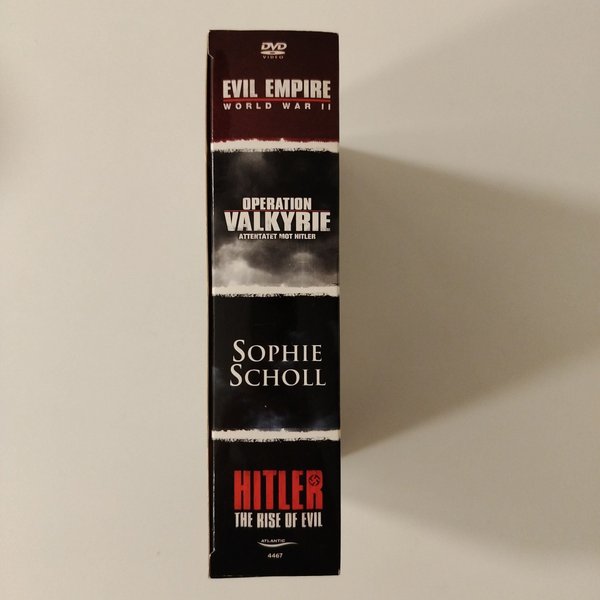 DVD
VIDEO
EVIL EMPIRE
WORLD WAR II
OPERATION
VALKYRIE
ATTENTATET MOT HITLER
SOPHIE
SCHOLL
HITLER
THE RISE OF EVIL
ATLANTIC
4467